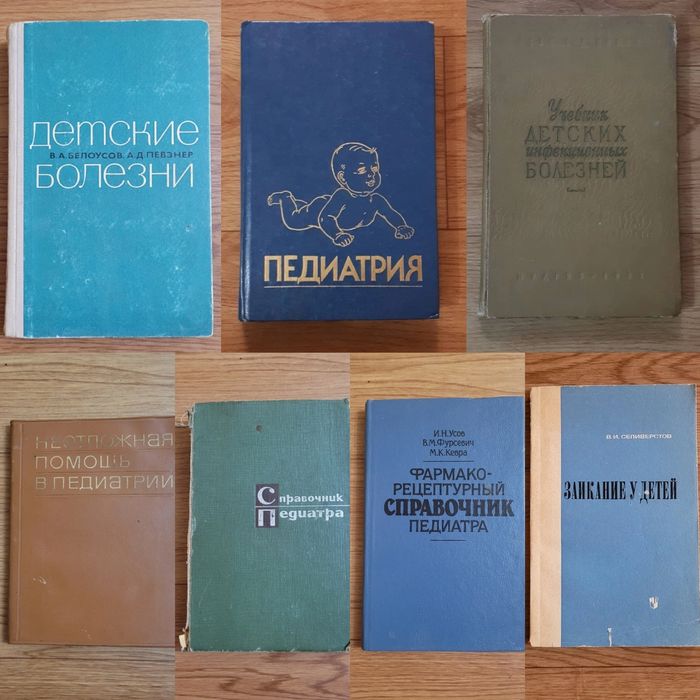 детские
В.А.БЕЛОУСОВ. А.Д.ПЕВЗНЕР
болезни
ПЕДИАТРИЯ
Учебник
ДЕТСКИХ
инфекционных
БОЛЕЗНЕЙ
НЕОТЛОЖНАЯ
ПОМОЩЬ
В ПЕДИАТРИИ
Справочник
Педиатра
И.Н.Усов
В.М.Фурсевич
М.К.Кевра
ФАРМАКО-
РЕЦЕПТУРНЫЙ
СПРАВОЧНИК
ПЕДИАТРА
В.И. СЕЛИВЕРСТОВ
ЗАИКАНИЕ У ДЕТЕЙ